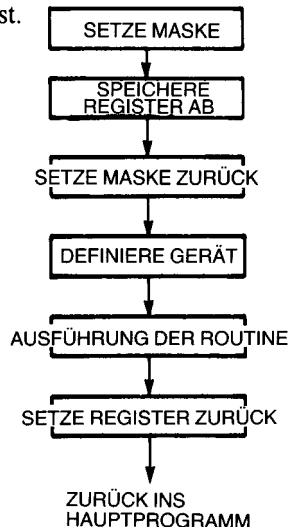 st.
SETZE MASKE
SPEICHERE
REGISTER AB
SETZE MASKE ZURÜCK
DEFINIERE GERÄT
AUSFÜHRUNG DER ROUTINE
SETZE REGISTER ZURÜCK
ZURÜCK INS
HAUPTPROGRAMM